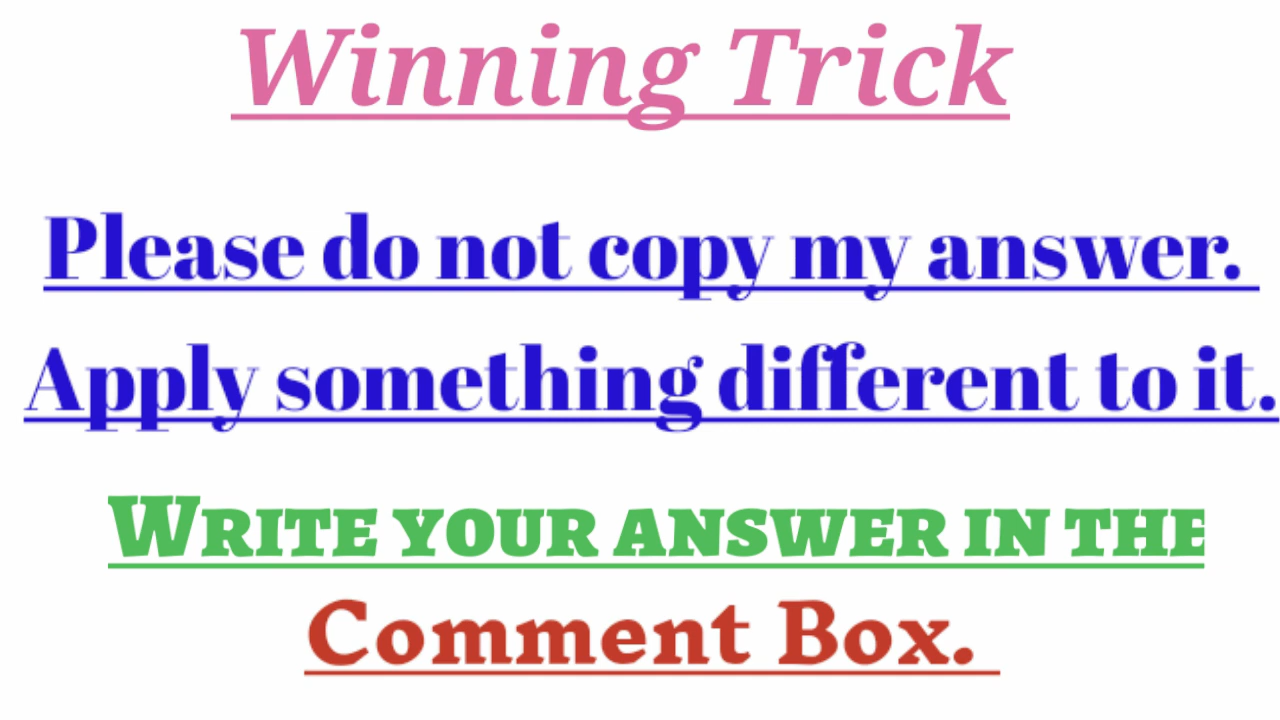 Winning Trick
Please do not copy my answer.
Apply something different to it.
Write your answer in the
Comment Box.